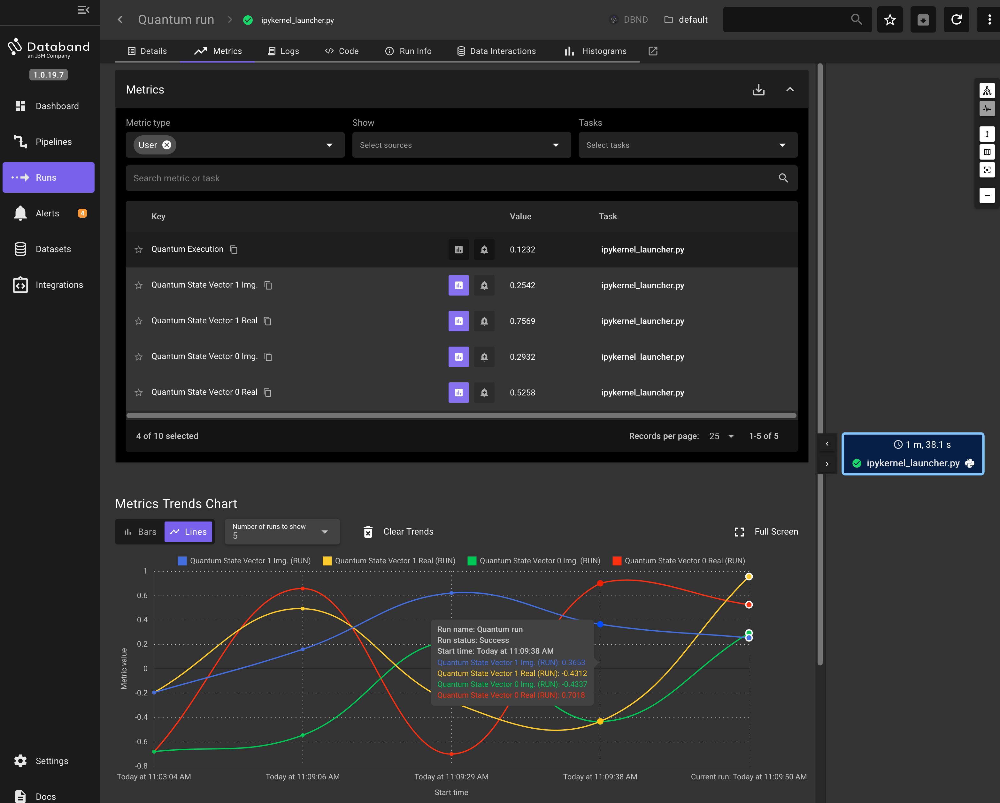 Quantum run
ipykernel_launcher.py
DBND
default
Databand
an IBM Company
1.0.19.7
Dashboard
Pipelines
Runs
Alerts
4
Datasets
Integrations
Settings
Docs
Details
Metrics
Logs
Code
Run Info
Data Interactions
Histograms
Metrics
Metric type
Show
Tasks
User
Select sources
Select tasks
Search metric or task
Key Value Task
Quantum Execution 0.1232 ipykernel_launcher.py
Quantum State Vector 1 Img. 0.2542 ipykernel_launcher.py
Quantum State Vector 1 Real 0.7569 ipykernel_launcher.py
Quantum State Vector 0 Img. 0.2932 ipykernel_launcher.py
Quantum State Vector 0 Real 0.5258 ipykernel_launcher.py
4 of 10 selected
Records per page: 25 1-5 of 5
1 m, 38.1 s
ipykernel_launcher.py
Metrics Trends Chart
Bars
Lines
Number of runs to show
5
Clear Trends
Full Screen
Quantum State Vector 1 Img. (RUN)
Quantum State Vector 1 Real (RUN)
Quantum State Vector 0 Img. (RUN)
Quantum State Vector 0 Real (RUN)
1
0.6
0.4
0.2
0
-0.2
-0.4
-0.6
-0.8
Metric value
Run name: Quantum run
Run status: Success
Start time: Today at 11:09:38 AM
Quantum State Vector 1 Img. (RUN): 0.3653
Quantum State Vector 1 Real (RUN): -0.4312
Quantum State Vector 0 Img. (RUN): -0.4337
Quantum State Vector 0 Real (RUN): 0.7018
Today at 11:03:04 AM
Today at 11:09:06 AM
Today at 11:09:29 AM
Today at 11:09:38 AM
Current run: Today at 11:09:50 AM
Start time